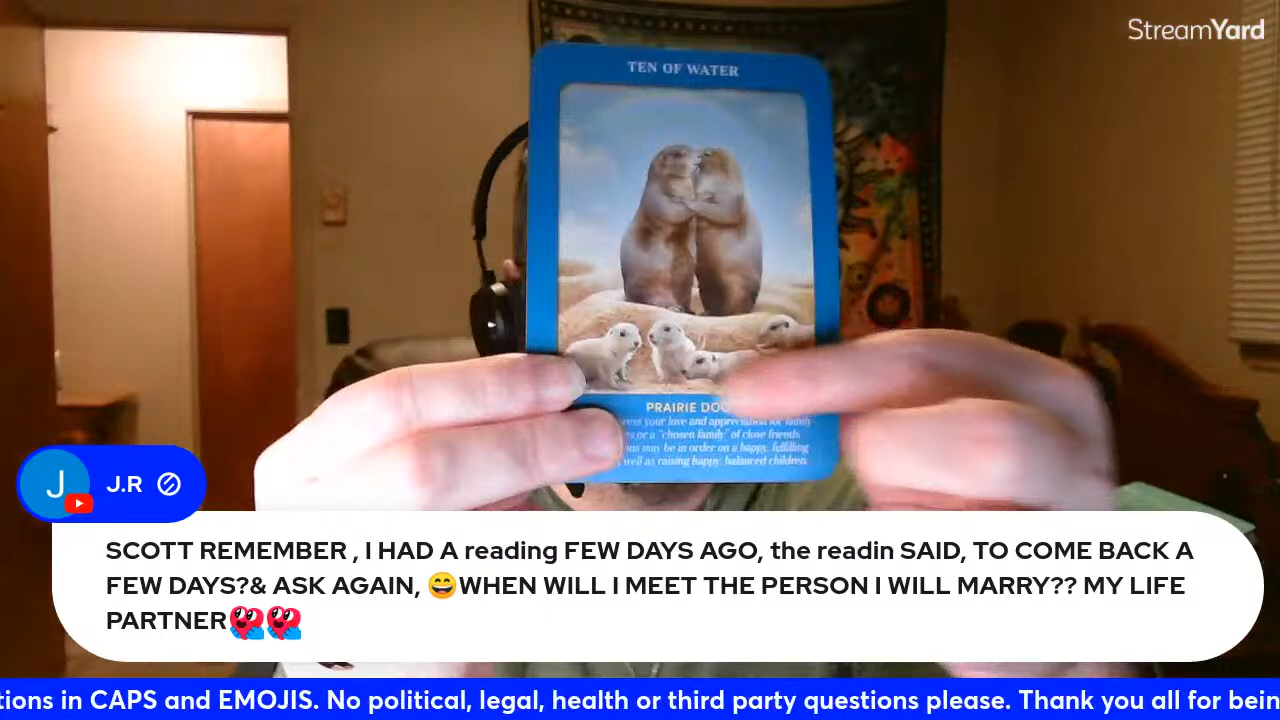 StreamYard
TEN OF WATER
PRAIRIE DOG
your love and appreciation for family
or a "chosen family" of close friends
may be in order on a happy, fulfilling
well as raising happy, balanced children.
J.R
SCOTT REMEMBER , I HAD A reading FEW DAYS AGO, the readin SAID, TO COME BACK A
FEW DAYS?& ASK AGAIN, 😄WHEN WILL I MEET THE PERSON I WILL MARRY?? MY LIFE
PARTNER
tions in CAPS and EMOJIS. No political, legal, health or third party questions please. Thank you all for bein